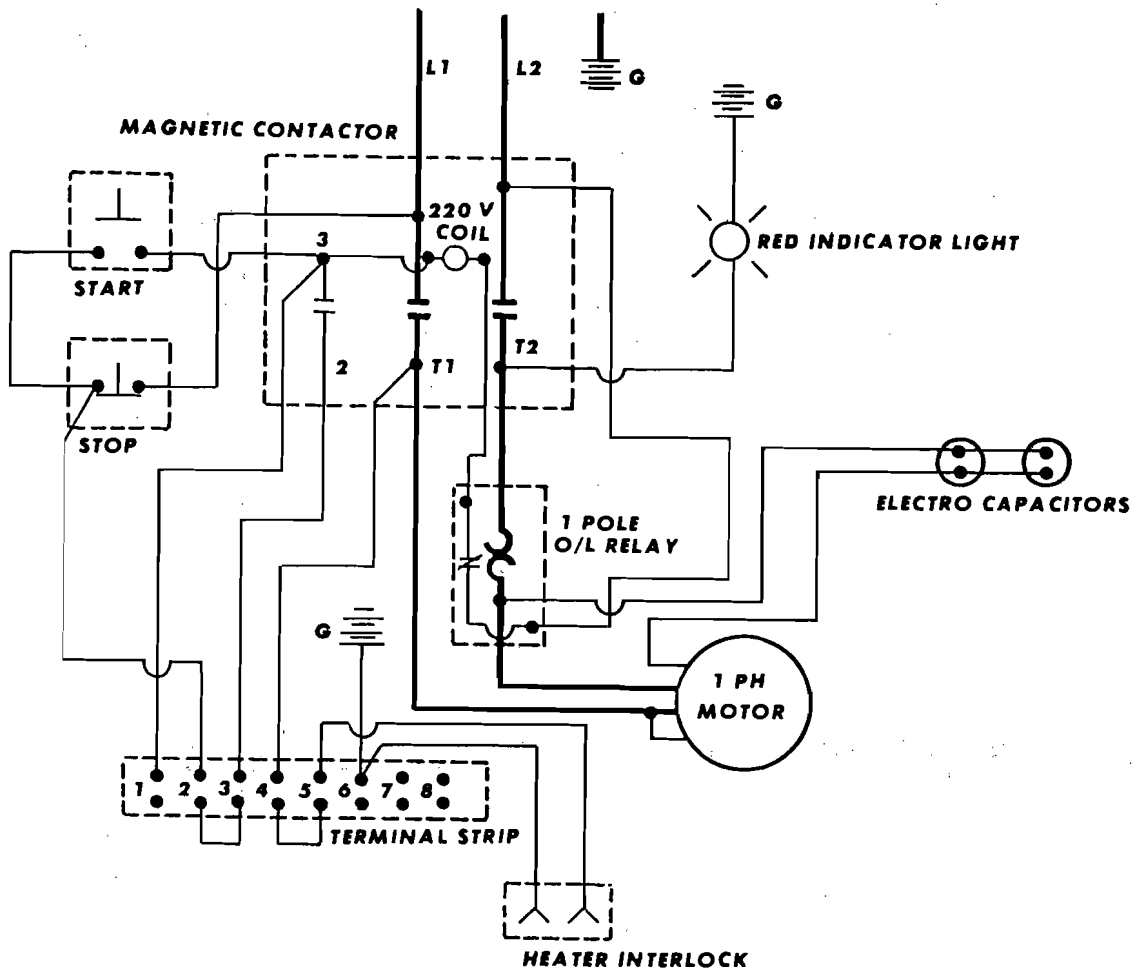 L1
L2
G
G
MAGNETIC CONTACTOR
220 V
COIL
3
RED INDICATOR LIGHT
START
2
T1
T2
STOP
ELECTRO CAPACITORS
1 POLE
O/L RELAY
G
1 PH
MOTOR
1 2 3 4 5 6 7 8
TERMINAL STRIP
HEATER INTERLOCK